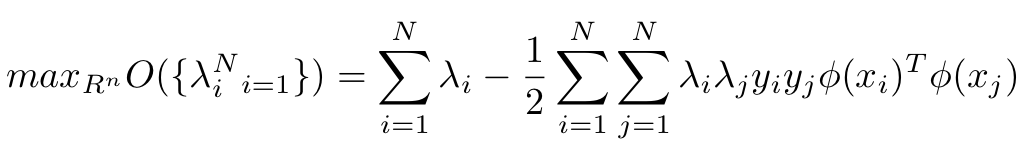 $max_{R^n} O(\{\lambda_i^N{}_{i=1}\}) = \sum_{i=1}^{N} \lambda_i - \frac{1}{2} \sum_{i=1}^{N} \sum_{j=1}^{N} \lambda_i \lambda_j y_i y_j \phi(x_i)^T \phi(x_j)$